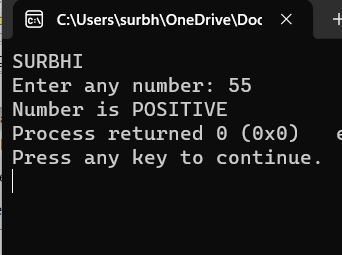 C:\Users\surbh\OneDrive\Doc
SURBHI
Enter any number: 55
Number is POSITIVE
Process returned 0 (0x0)   e
Press any key to continue.